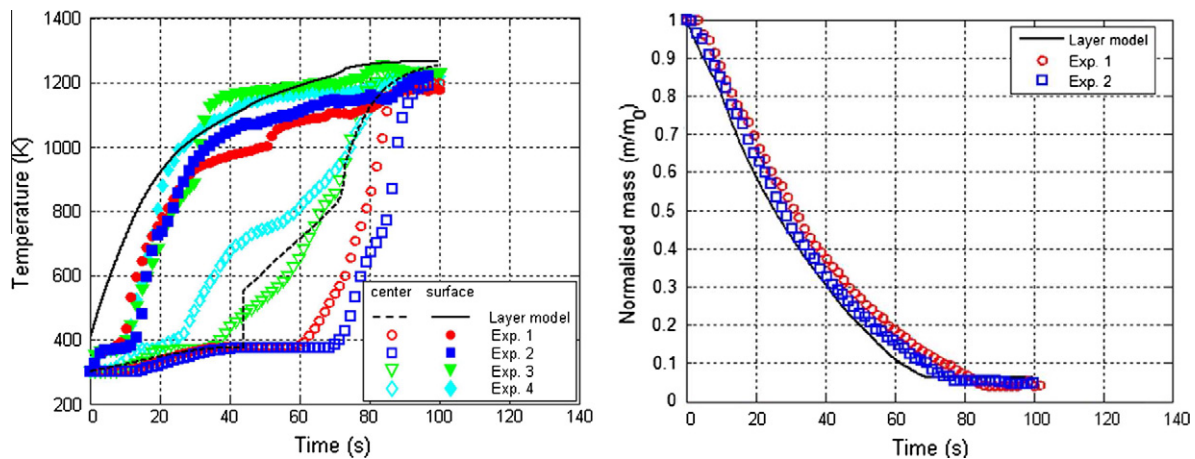 1400
1200
1000
800
600
400
200
Temperature (K)
0 20 40 60 80 100 120 140
Time (s)
center surface
Layer model
Exp. 1
Exp. 2
Exp. 3
Exp. 4
1
0.9
0.8
0.7
0.6
0.5
0.4
0.3
0.2
0.1
0
Normalised mass (m/m0)
0 20 40 60 80 100 120 140
Time (s)
Layer model
Exp. 1
Exp. 2